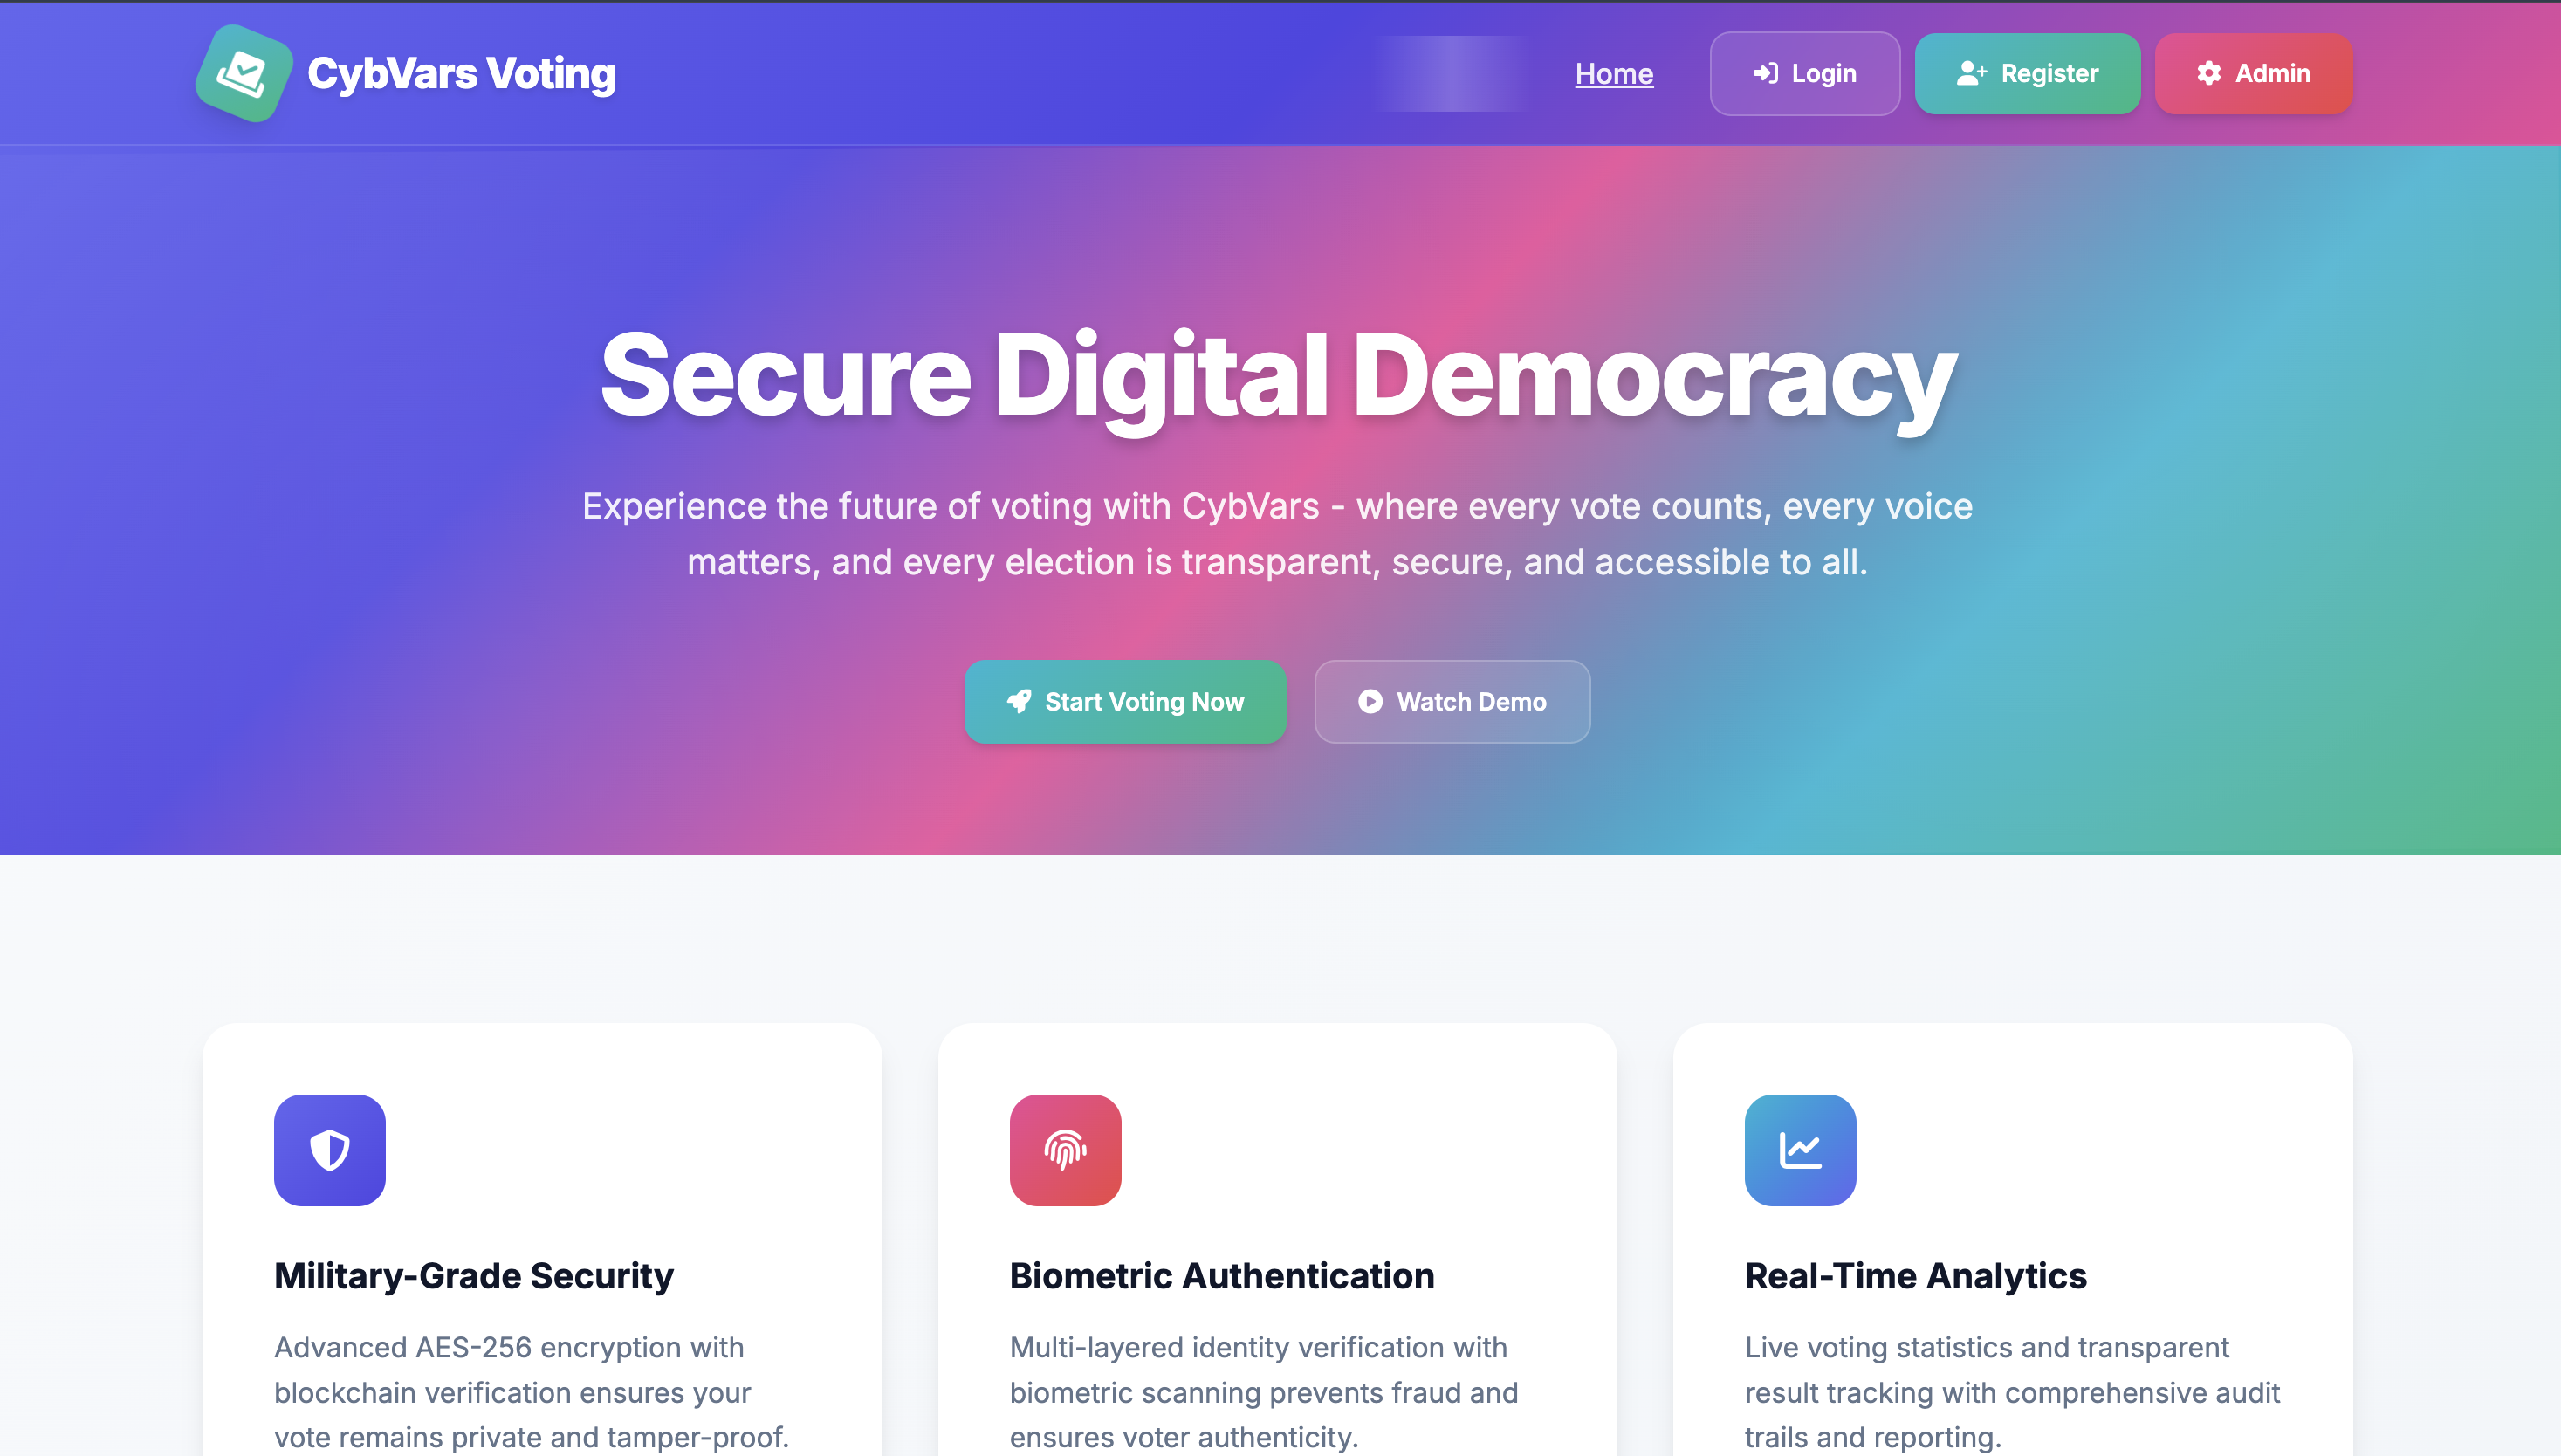 CybVars Voting
Home
Login
Register
Admin
Secure Digital Democracy
Experience the future of voting with CybVars - where every vote counts, every voice
matters, and every election is transparent, secure, and accessible to all.
Start Voting Now
Watch Demo
Military-Grade Security
Advanced AES-256 encryption with
blockchain verification ensures your
vote remains private and tamper-proof.
Biometric Authentication
Multi-layered identity verification with
biometric scanning prevents fraud and
ensures voter authenticity.
Real-Time Analytics
Live voting statistics and transparent
result tracking with comprehensive audit
trails and reporting.